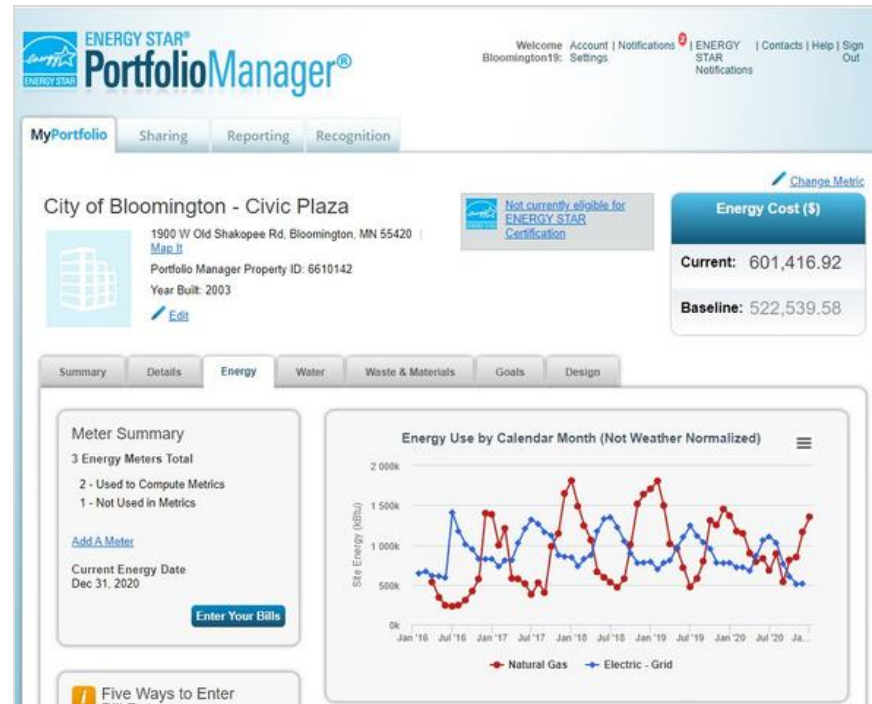 ENERGY STAR®
PortfolioManager®
energy
ENERGY STAR
Welcome Bloomington19:
Account Settings | Notifications 2 | ENERGY STAR Notifications | Contacts | Help | Sign Out
MyPortfolio Sharing Reporting Recognition
Change Metric
City of Bloomington - Civic Plaza
1900 W Old Shakopee Rd, Bloomington, MN 55420 |
Map It
Portfolio Manager Property ID: 6610142
Year Built: 2003
Edit
Not currently eligible for
ENERGY STAR
Certification
Energy Cost ($)
Current: 601,416.92
Baseline: 522,539.58
Summary Details Energy Water Waste & Materials Goals Design
Meter Summary
3 Energy Meters Total
2 - Used to Compute Metrics
1 - Not Used in Metrics
Add A Meter
Current Energy Date
Dec 31, 2020
Enter Your Bills
Energy Use by Calendar Month (Not Weather Normalized)
Site Energy (kBtu)
2 000k
1 500k
1 000k
500k
0k
Jan '16 Jul '16 Jan '17 Jul '17 Jan '18 Jul '18 Jan '19 Jul '19 Jan '20 Jul '20 Ja...
Natural Gas Electric - Grid
Five Ways to Enter